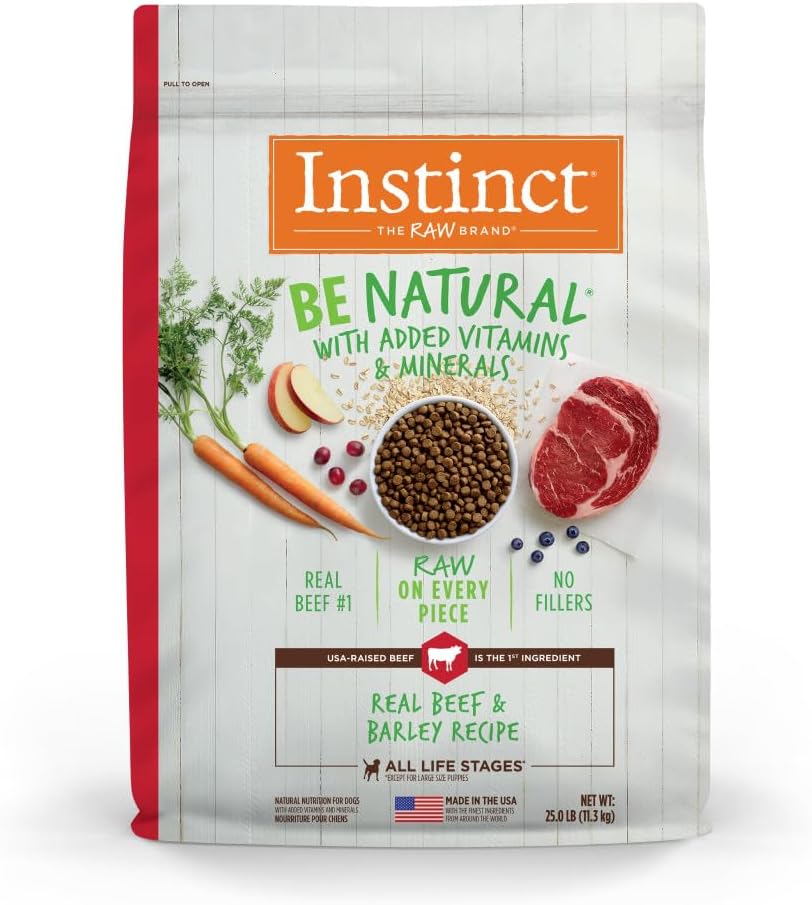 PULL TO OPEN
Instinct®
THE RAW BRAND®
BE NATURAL®
WITH ADDED VITAMINS
& MINERALS
REAL
BEEF #1
RAW
ON EVERY
PIECE
NO
FILLERS
USA-RAISED BEEF IS THE 1ST INGREDIENT
REAL BEEF &
BARLEY RECIPE
ALL LIFE STAGES*
*EXCEPT FOR LARGE SIZE PUPPIES
NATURAL NUTRITION FOR DOGS
WITH ADDED VITAMINS AND MINERALS
NOURRITURE POUR CHIENS
MADE IN THE USA
WITH THE FINEST INGREDIENTS
FROM AROUND THE WORLD
NET WT:
25.0 LB (11.3 kg)